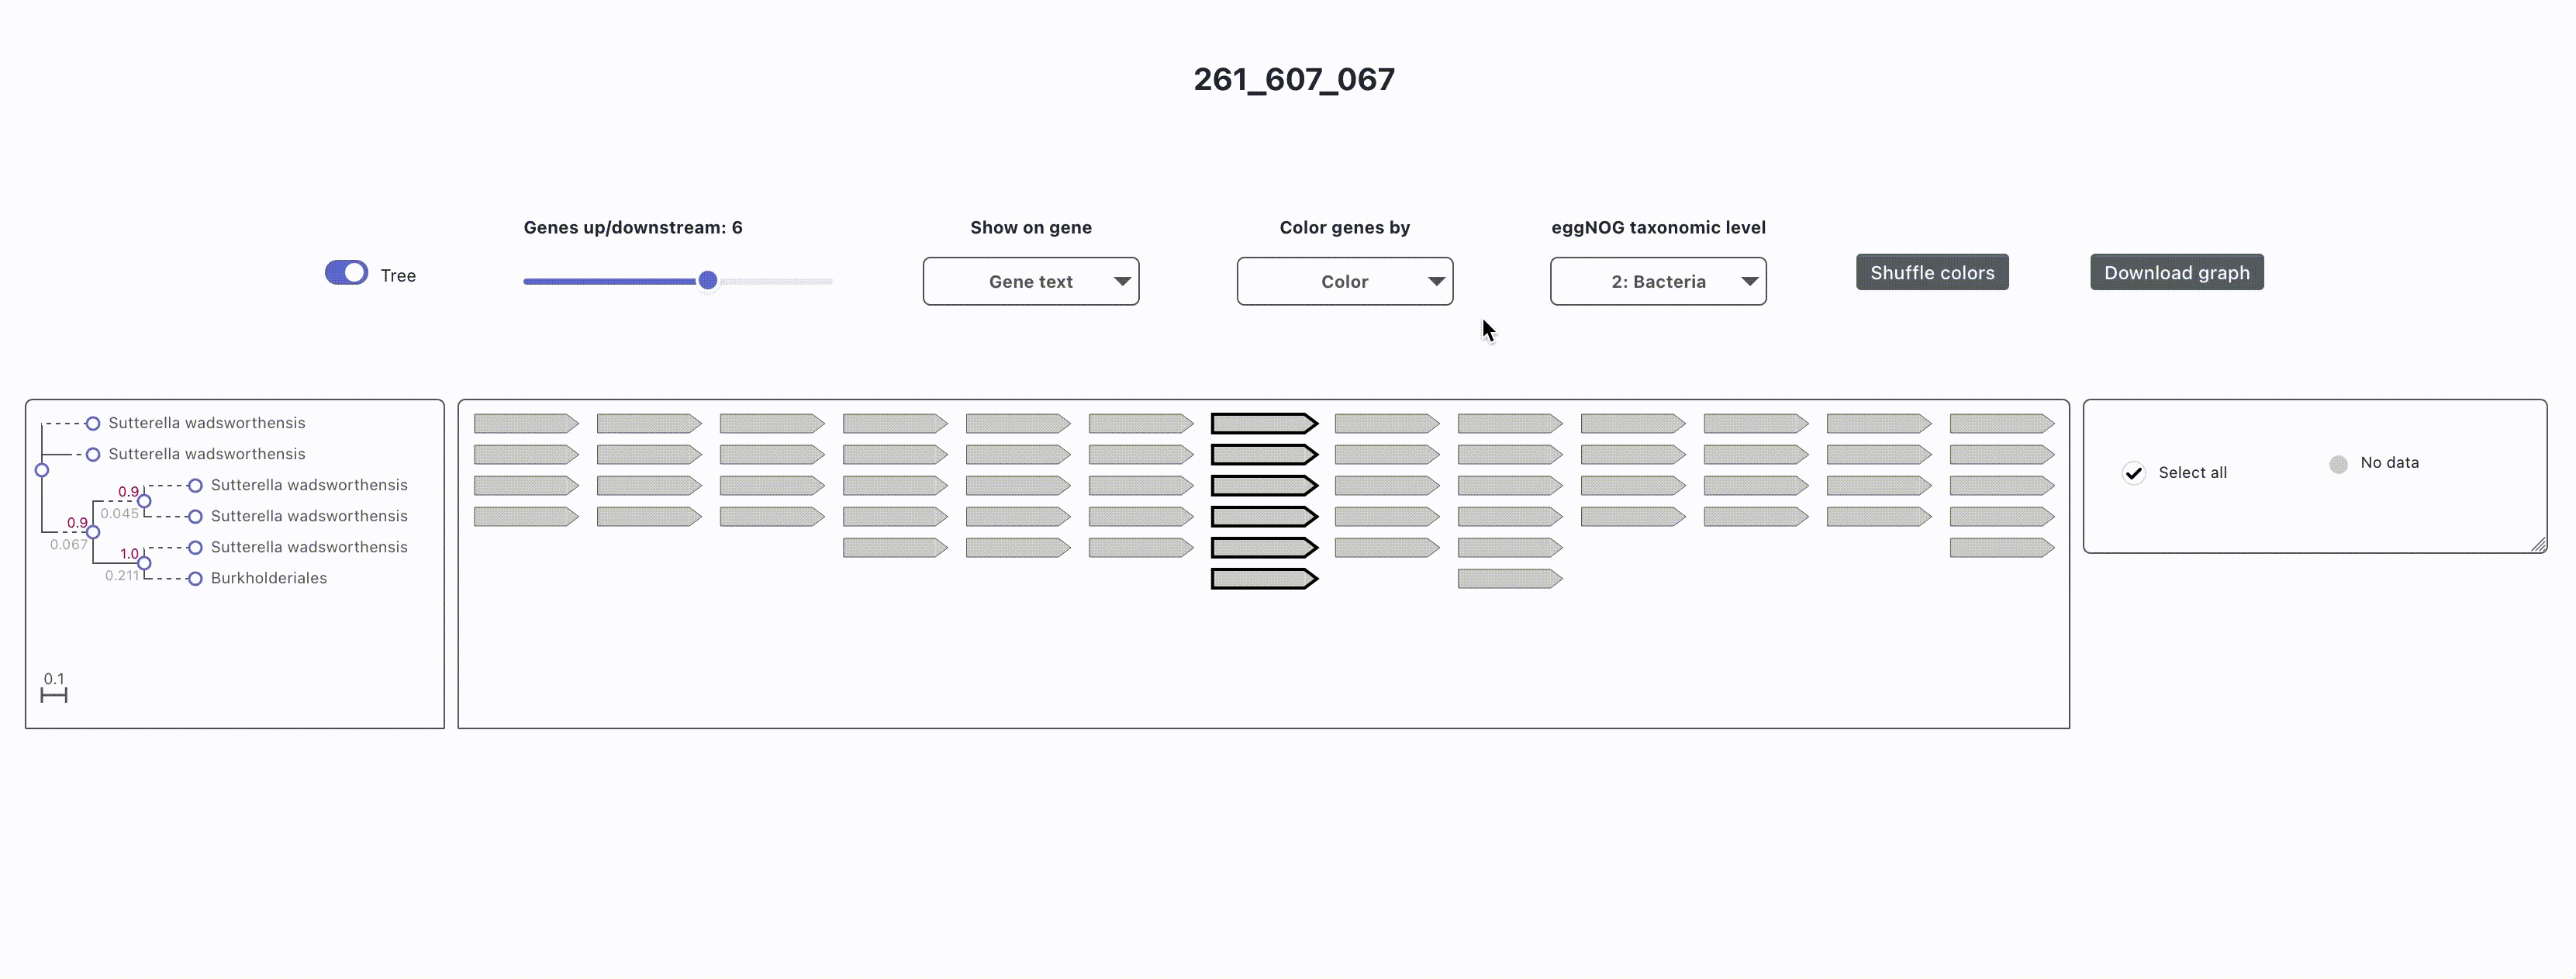 261_607_067
Tree
Genes up/downstream: 6
Show on gene
Gene text
Color genes by
Color
eggNOG taxonomic level
2: Bacteria
Shuffle colors
Download graph
Sutterella wadsworthensis
Sutterella wadsworthensis
0.9
Sutterella wadsworthensis
0.045
Sutterella wadsworthensis
0.9
0.067
1.0
Sutterella wadsworthensis
0.211
Burkholderiales
0.1
Select all
No data